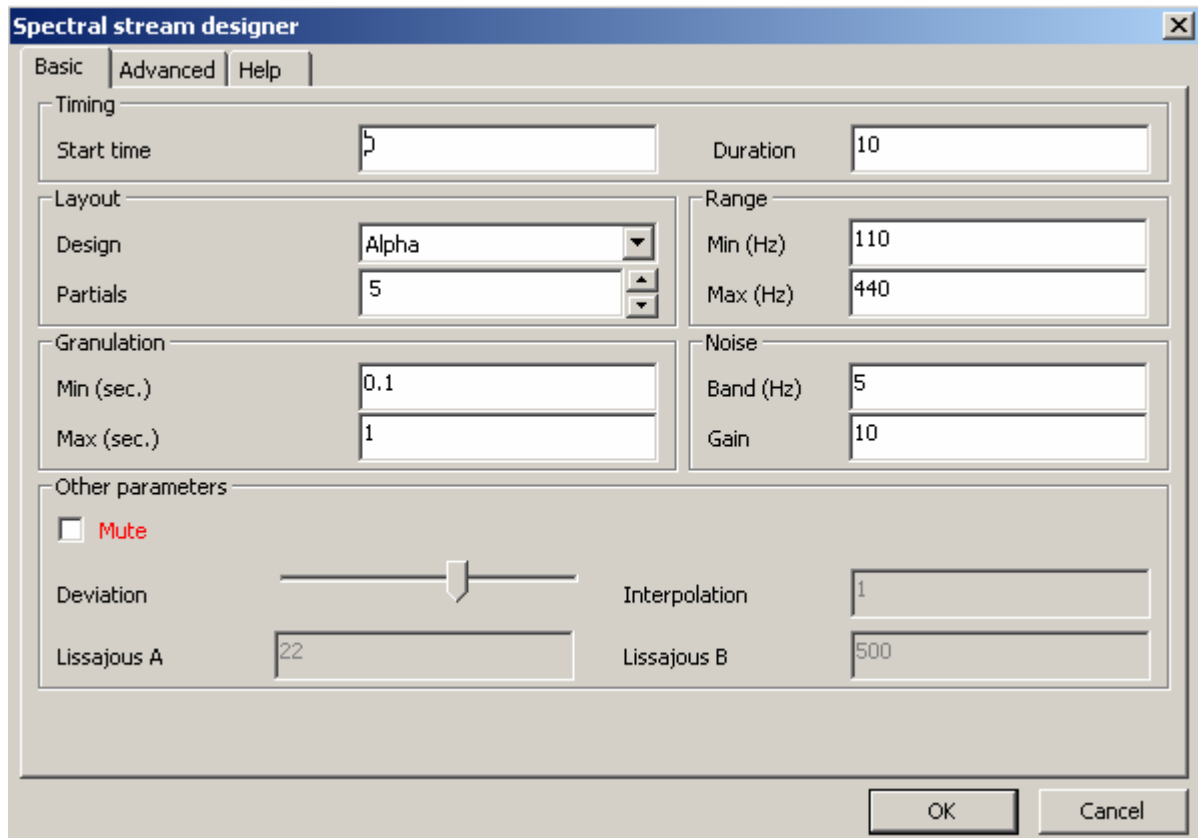 Spectral stream designer
Basic Advanced Help
Timing
Start time Duration 10
Layout
Design Alpha
Partials 5
Range
Min (Hz) 110
Max (Hz) 440
Granulation
Min (sec.) 0.1
Max (sec.) 1
Noise
Band (Hz) 5
Gain 10
Other parameters
Mute
Deviation Interpolation 1
Lissajous A 22 Lissajous B 500
OK Cancel